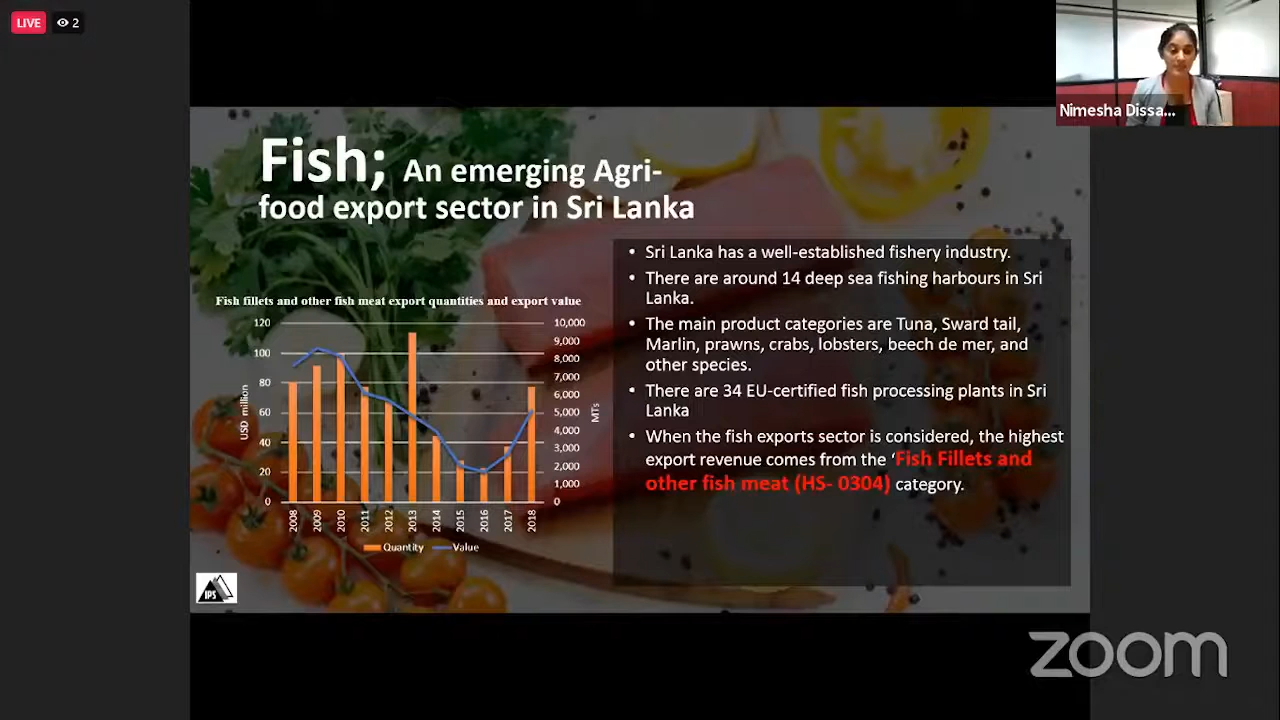 LIVE
2
Nimesha Dissa...
Fish; An emerging Agri-
food export sector in Sri Lanka
Fish fillets and other fish meat export quantities and export value
120
100
80
60
40
20
0
USD million
10,000
9,000
8,000
7,000
6,000
5,000
4,000
3,000
2,000
1,000
0
MTs
2008
2009
2010
2011
2012
2013
2014
2015
2016
2017
2018
Quantity
Value
• Sri Lanka has a well-established fishery industry.
• There are around 14 deep sea fishing harbours in Sri
Lanka.
• The main product categories are Tuna, Sward tail,
Marlin, prawns, crabs, lobsters, beech de mer, and
other species.
• There are 34 EU-certified fish processing plants in Sri
Lanka
• When the fish exports sector is considered, the highest
export revenue comes from the ‘Fish Fillets and
other fish meat (HS- 0304) category.
IPS
zoom